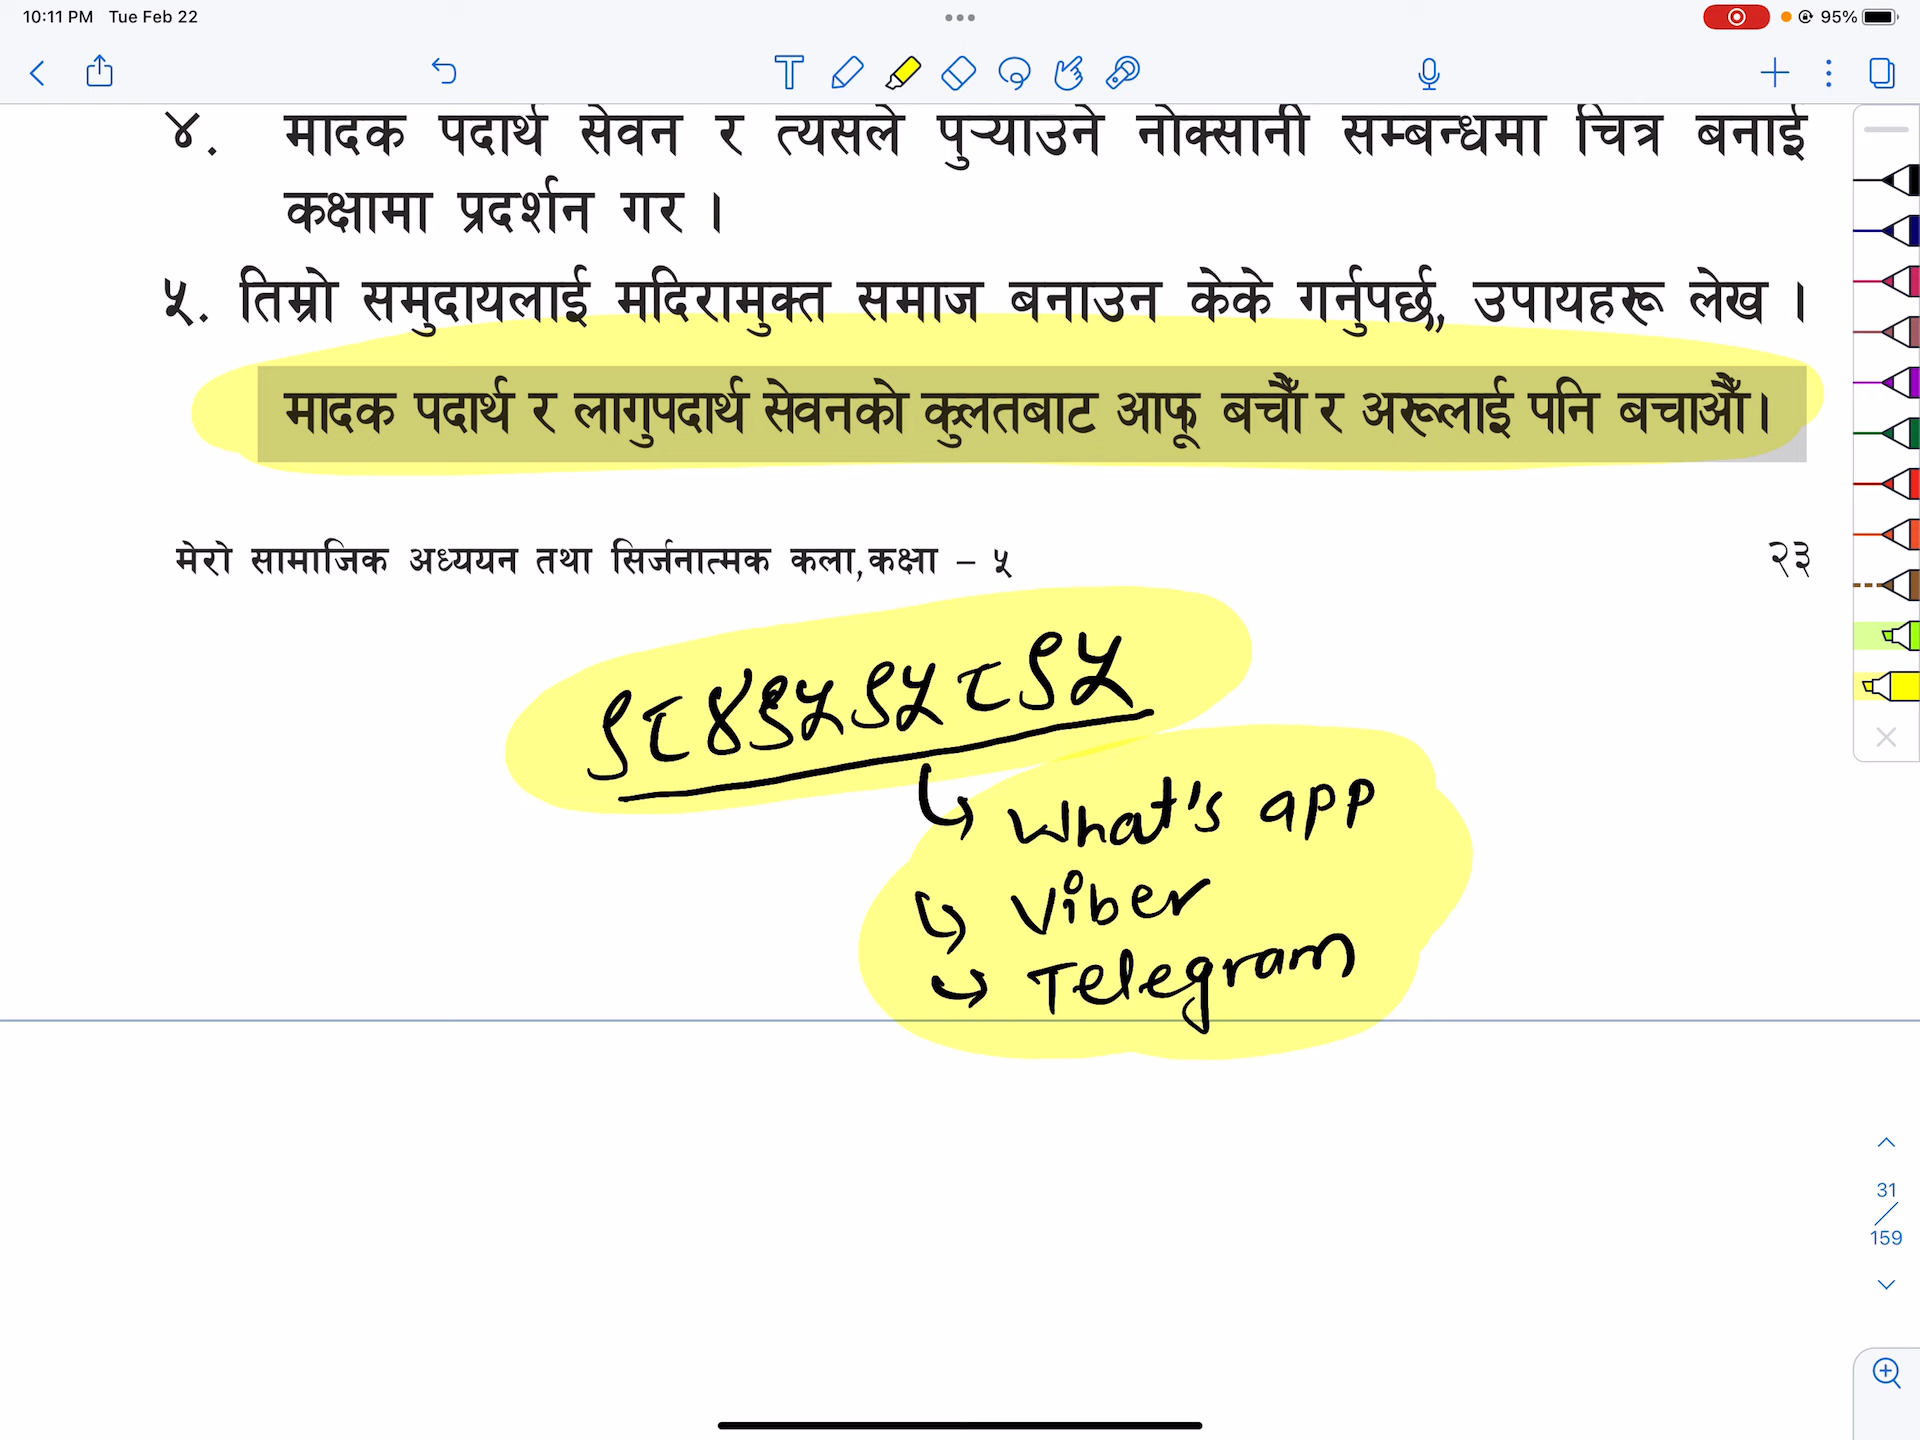 10:11 PM Tue Feb 22
95%
४. मादक पदार्थ सेवन र त्यसले पुर्‍याउने नोक्सानी सम्बन्धमा चित्र बनाई
कक्षामा प्रदर्शन गर ।
५. तिम्रो समुदायलाई मदिरामुक्त समाज बनाउन केके गर्नुपर्छ, उपायहरू लेख ।
मादक पदार्थ र लागुपदार्थ सेवनको कुलतबाट आफू बचौँ र अरूलाई पनि बचाऔँ।
मेरो सामाजिक अध्ययन तथा सिर्जनात्मक कला,कक्षा – ५ २३
९८४३५९५८९५
What's app
Viber
Telegram
31
159